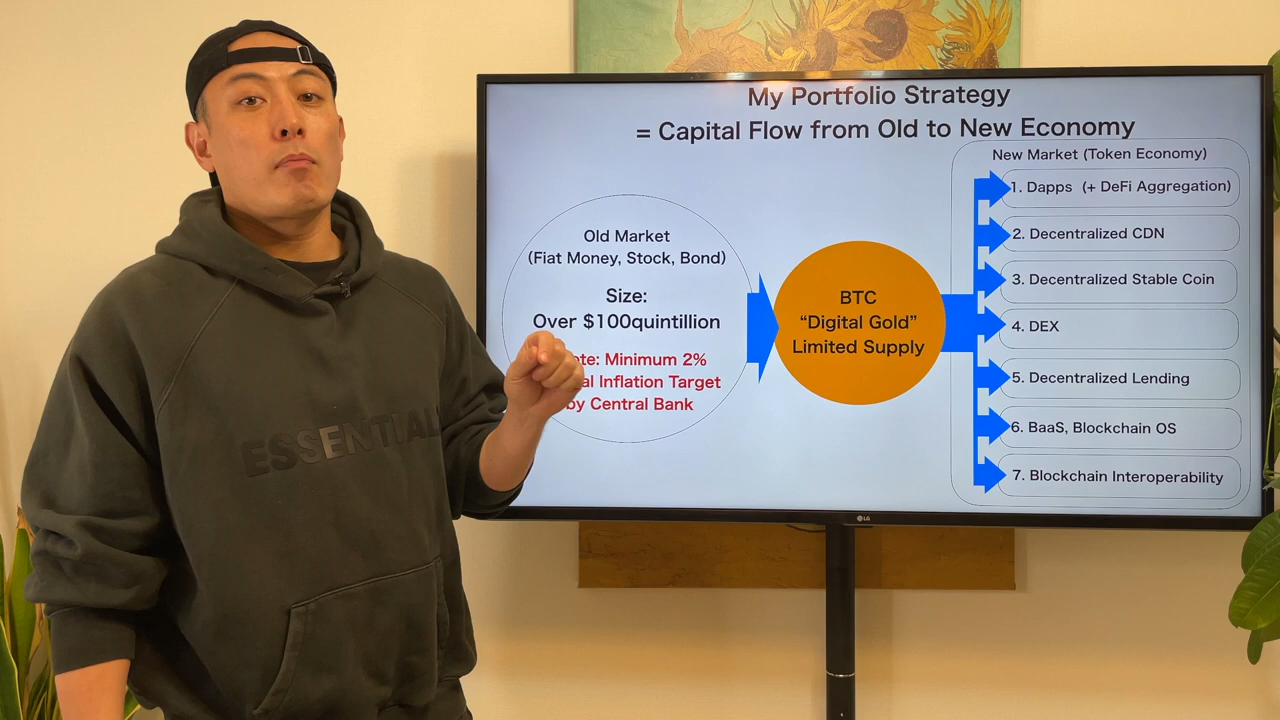 My Portfolio Strategy
= Capital Flow from Old to New Economy
Old Market
(Fiat Money, Stock, Bond)
Size:
Over $100quintillion
Minimum 2%
Inflation Target
by Central Bank
BTC
“Digital Gold”
Limited Supply
New Market (Token Economy)
1. Dapps (+ DeFi Aggregation)
2. Decentralized CDN
3. Decentralized Stable Coin
4. DEX
5. Decentralized Lending
6. BaaS, Blockchain OS
7. Blockchain Interoperability
ESSENTIAL
LG